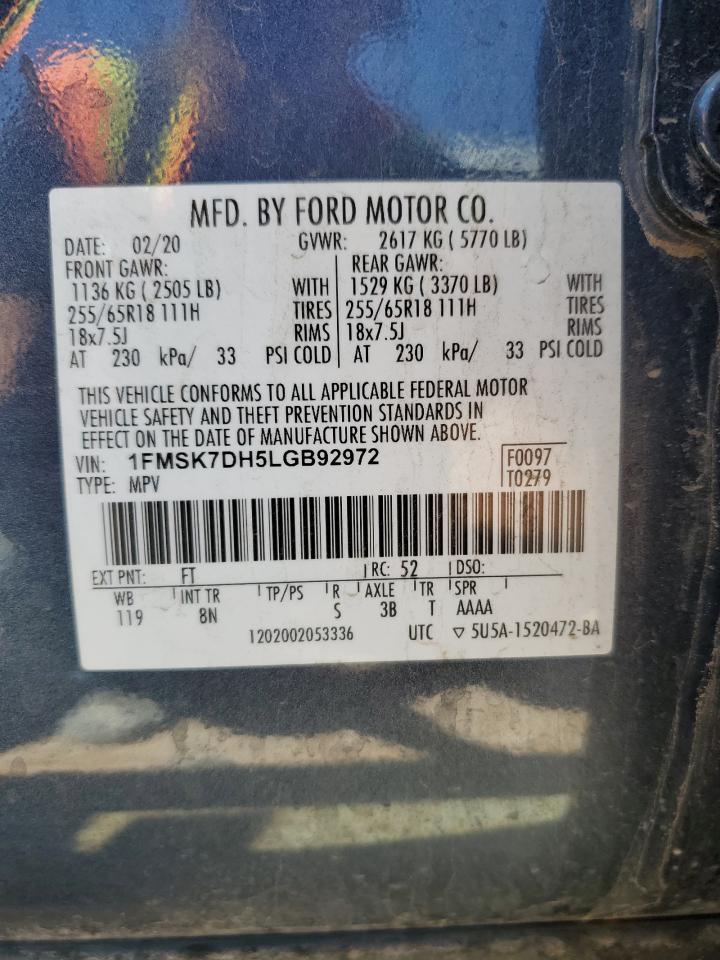 MFD. BY FORD MOTOR CO.
DATE: 02/20 GVWR: 2617 KG ( 5770 LB)
FRONT GAWR: REAR GAWR:
1136 KG ( 2505 LB) WITH 1529 KG ( 3370 LB) WITH
255/65R18 111H TIRES 255/65R18 111H TIRES
18x7.5J RIMS 18x7.5J RIMS
AT 230 kPa/ 33 PSI COLD AT 230 kPa/ 33 PSI COLD
THIS VEHICLE CONFORMS TO ALL APPLICABLE FEDERAL MOTOR
VEHICLE SAFETY AND THEFT PREVENTION STANDARDS IN
EFFECT ON THE DATE OF MANUFACTURE SHOWN ABOVE.
VIN: 1FMSK7DH5LGB92972 F0097
TYPE: MPV T0279
EXT PNT: FT RC: 52 DSO:
WB INT TR TP/PS R AXLE TR SPR
119 8N S 3B T AAAA
1202002053336 UTC ▽ 5U5A-1520472-BA